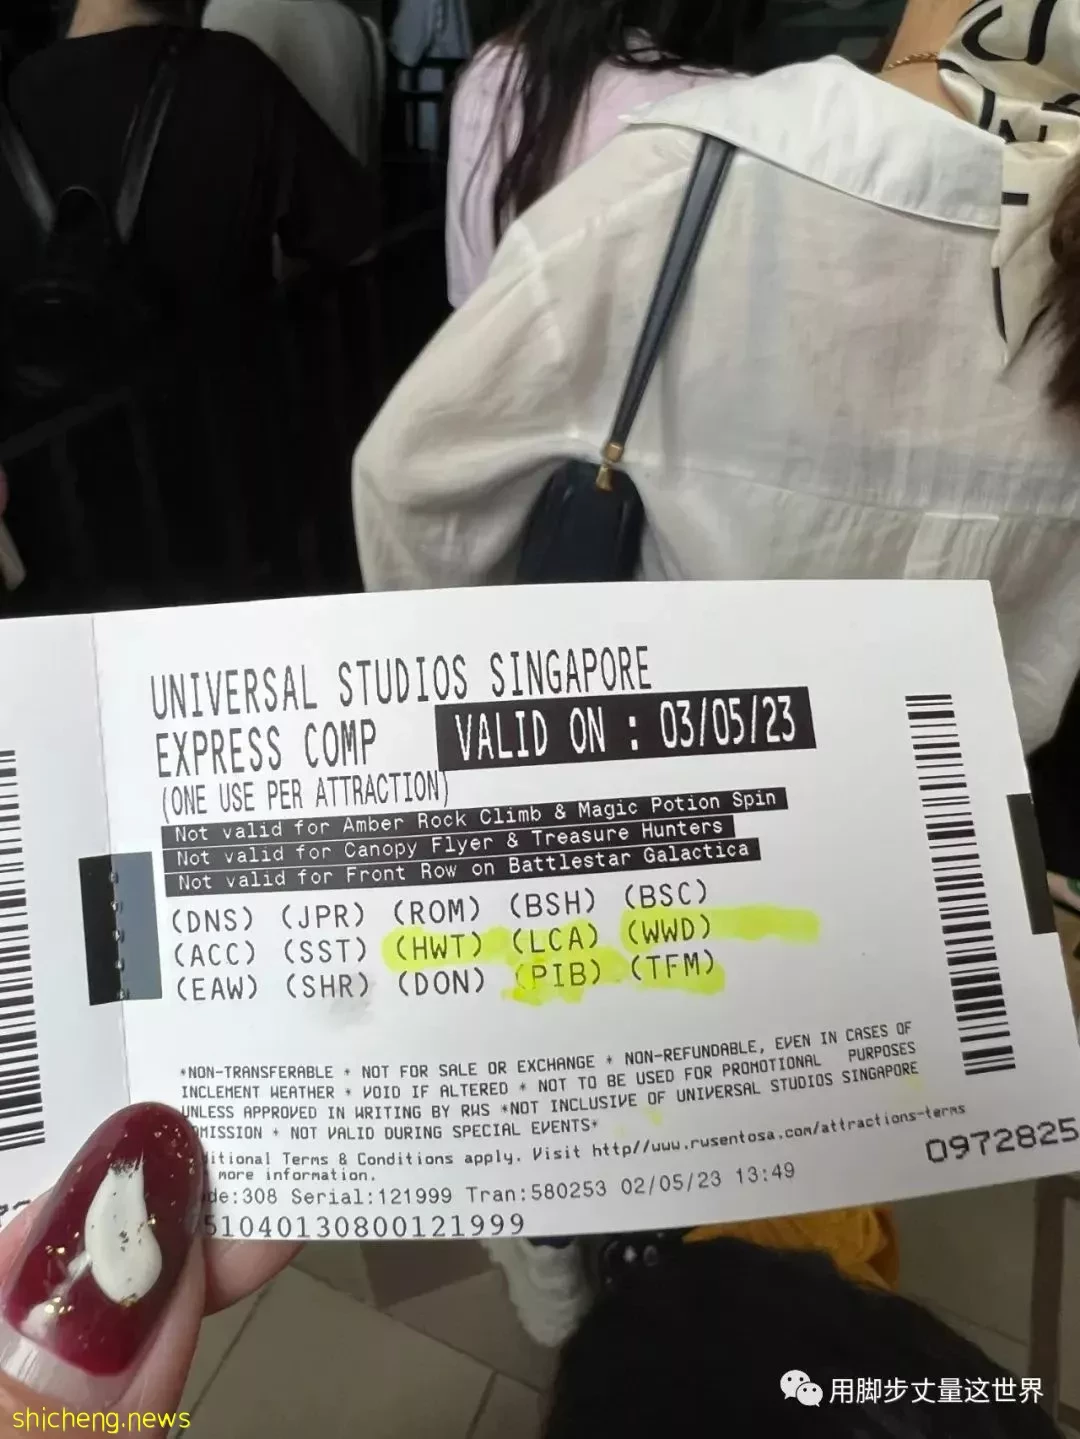 UNIVERSAL STUDIOS SINGAPORE
EXPRESS COMP VALID ON : 03/05/23
(ONE USE PER ATTRACTION)
Not valid for Amber Rock Climb & Magic Potion Spin
Not valid for Canopy Flyer & Treasure Hunters
Not valid for Front Row on Battlestar Galactica
(DNS) (JPR) (ROM) (BSH) (BSC)
(ACC) (SST) (HWT) (LCA) (WWD)
(EAW) (SHR) (DON) (PIB) (TFM)
*NON-TRANSFERABLE * NOT FOR SALE OR EXCHANGE * NON-REFUNDABLE, EVEN IN CASES OF
INCLEMENT WEATHER * VOID IF ALTERED * NOT TO BE USED FOR PROMOTIONAL PURPOSES
UNLESS APPROVED IN WRITING BY RWS *NOT INCLUSIVE OF UNIVERSAL STUDIOS SINGAPORE
MISSION * NOT VALID DURING SPECIAL EVENTS*
itional Terms & Conditions apply. Visit http//www.rusentosa.com/attractions-terms
more information.
de:308 Serial:121999 Tran:580253 02/05/23 13:49
51040130800121999
0972825
用脚步丈量这世界
shicheng.news